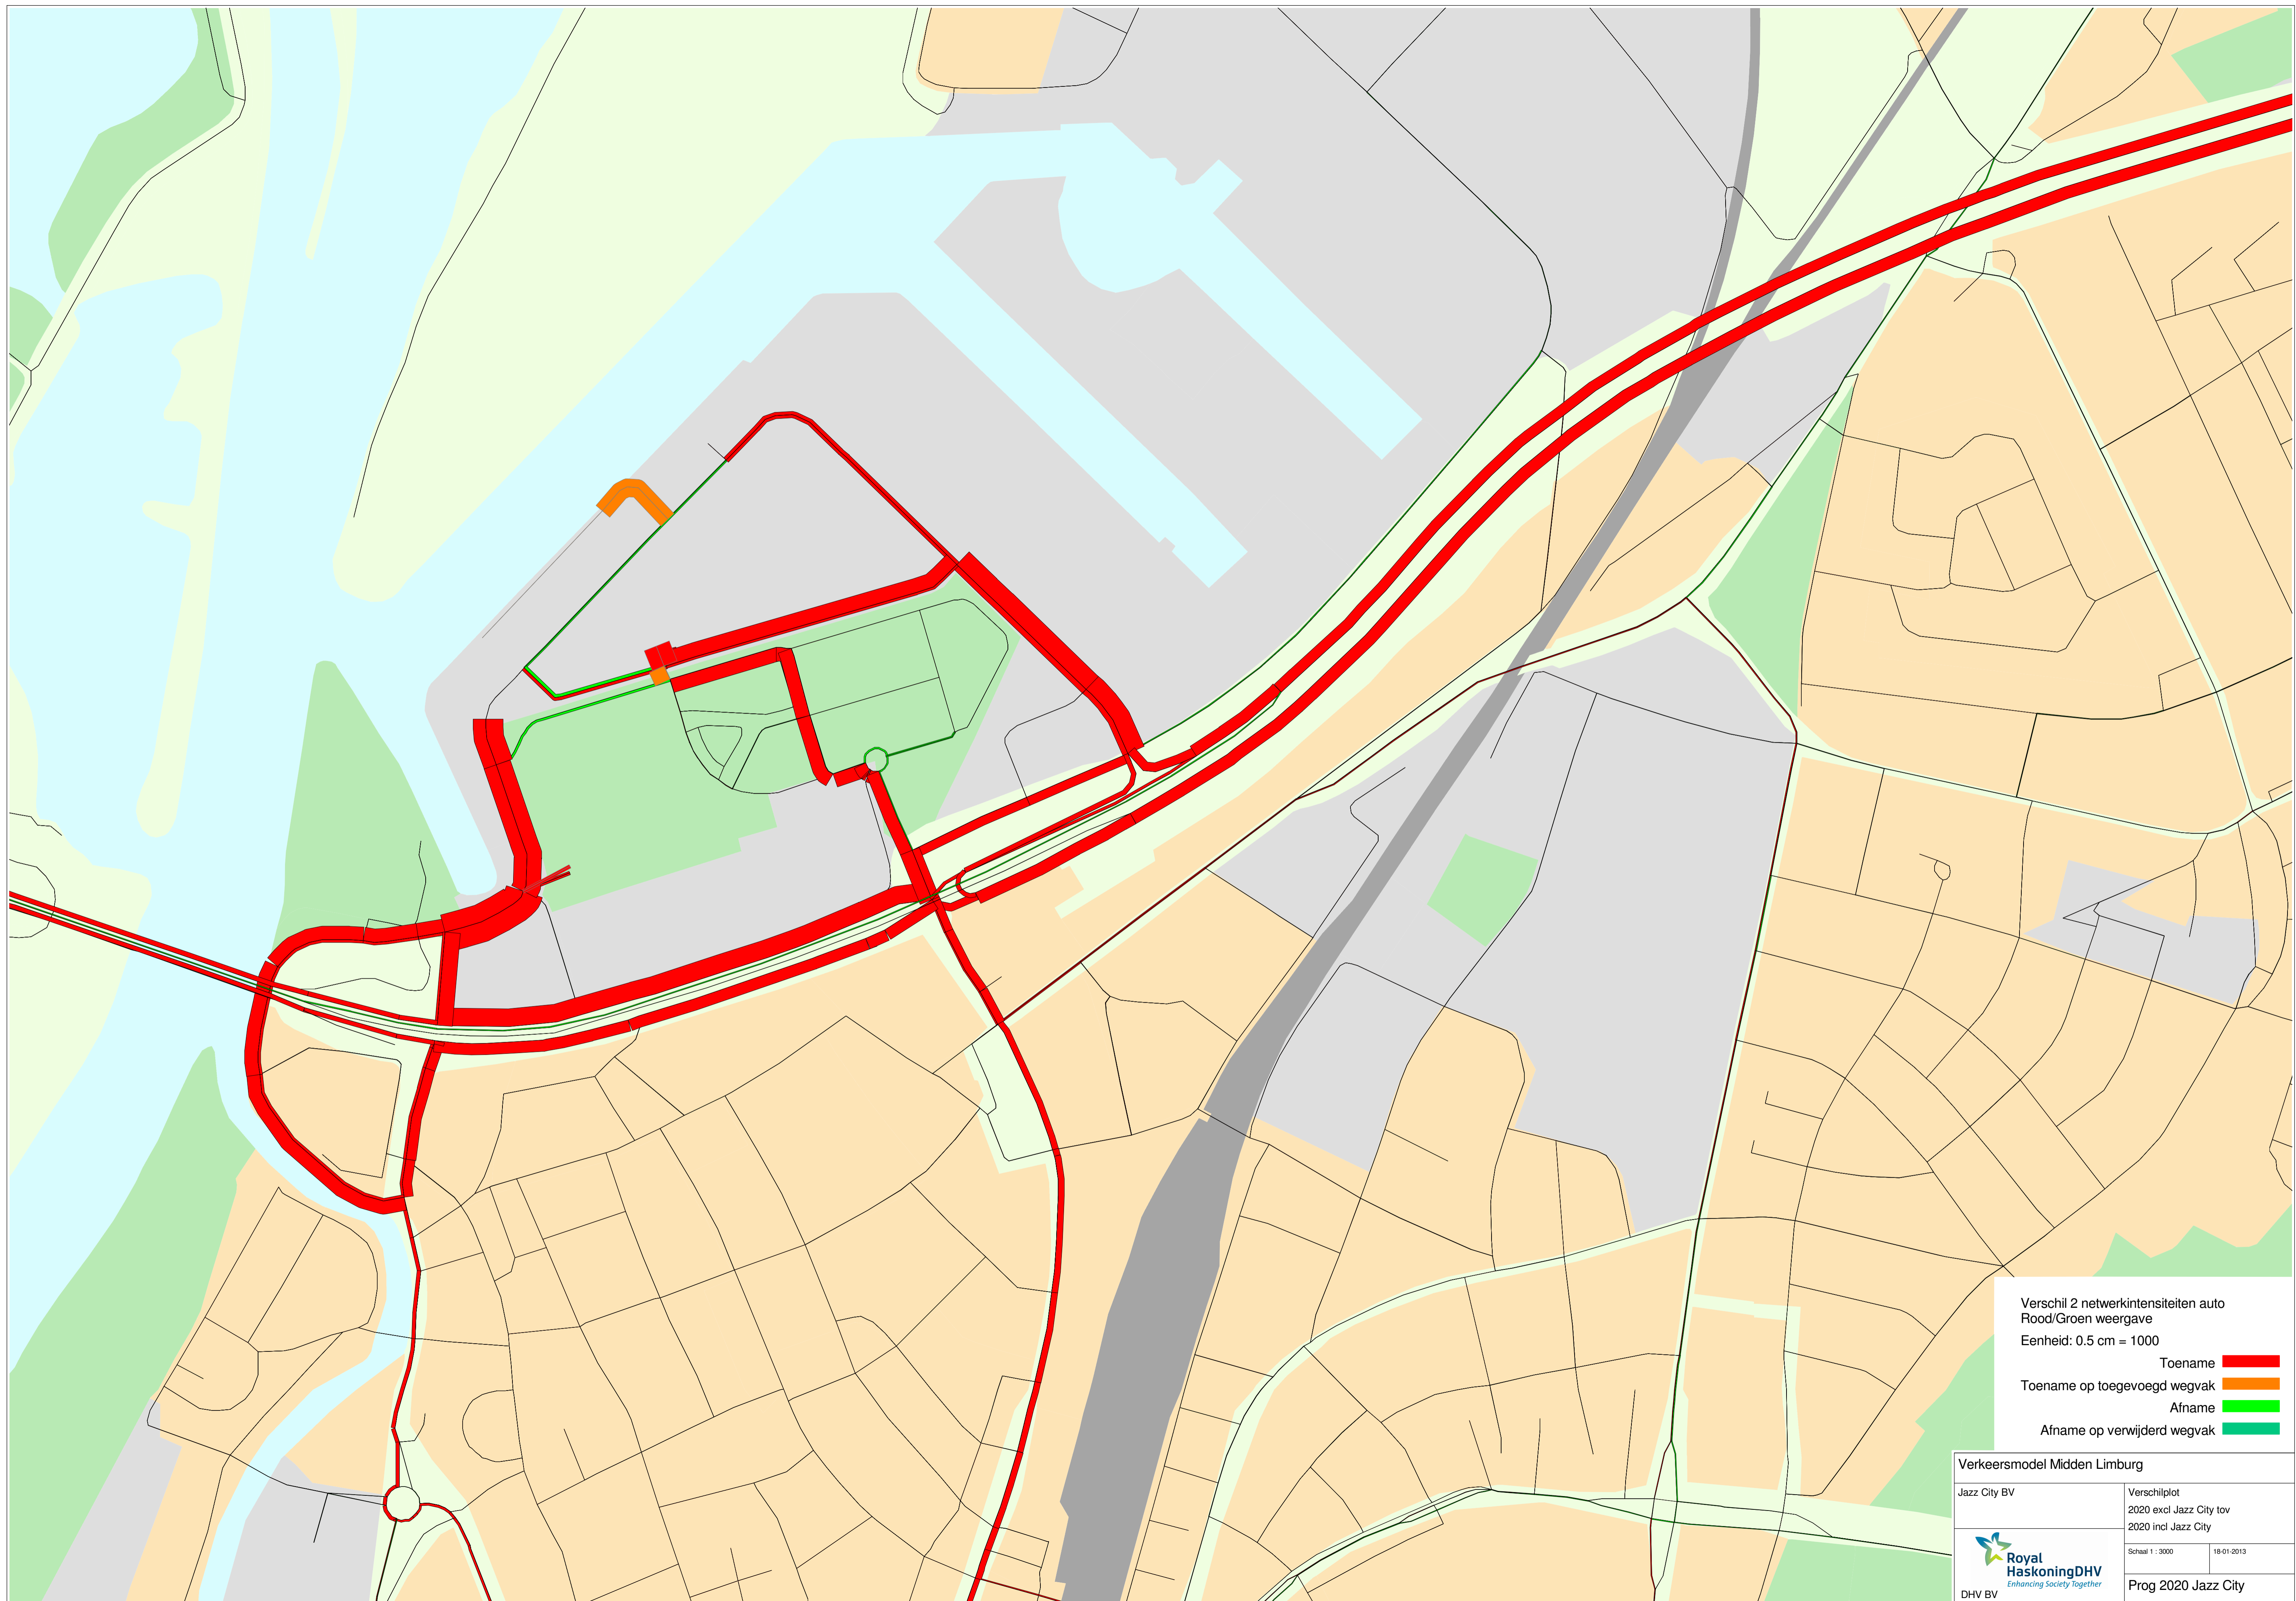 Verschil 2 netwerkintensiteiten auto
Rood/Groen weergave
Eenheid: 0.5 cm = 1000
Toename
Toename op toegevoegd wegvak
Afname
Afname op verwijderd wegvak
Verkeersmodel Midden Limburg
Jazz City BV
Verschilplot
2020 excl Jazz City tov
2020 incl Jazz City
Royal
HaskoningDHV
Enhancing Society Together
DHV BV
Schaal 1 : 3000
18-01-2013
Prog 2020 Jazz City